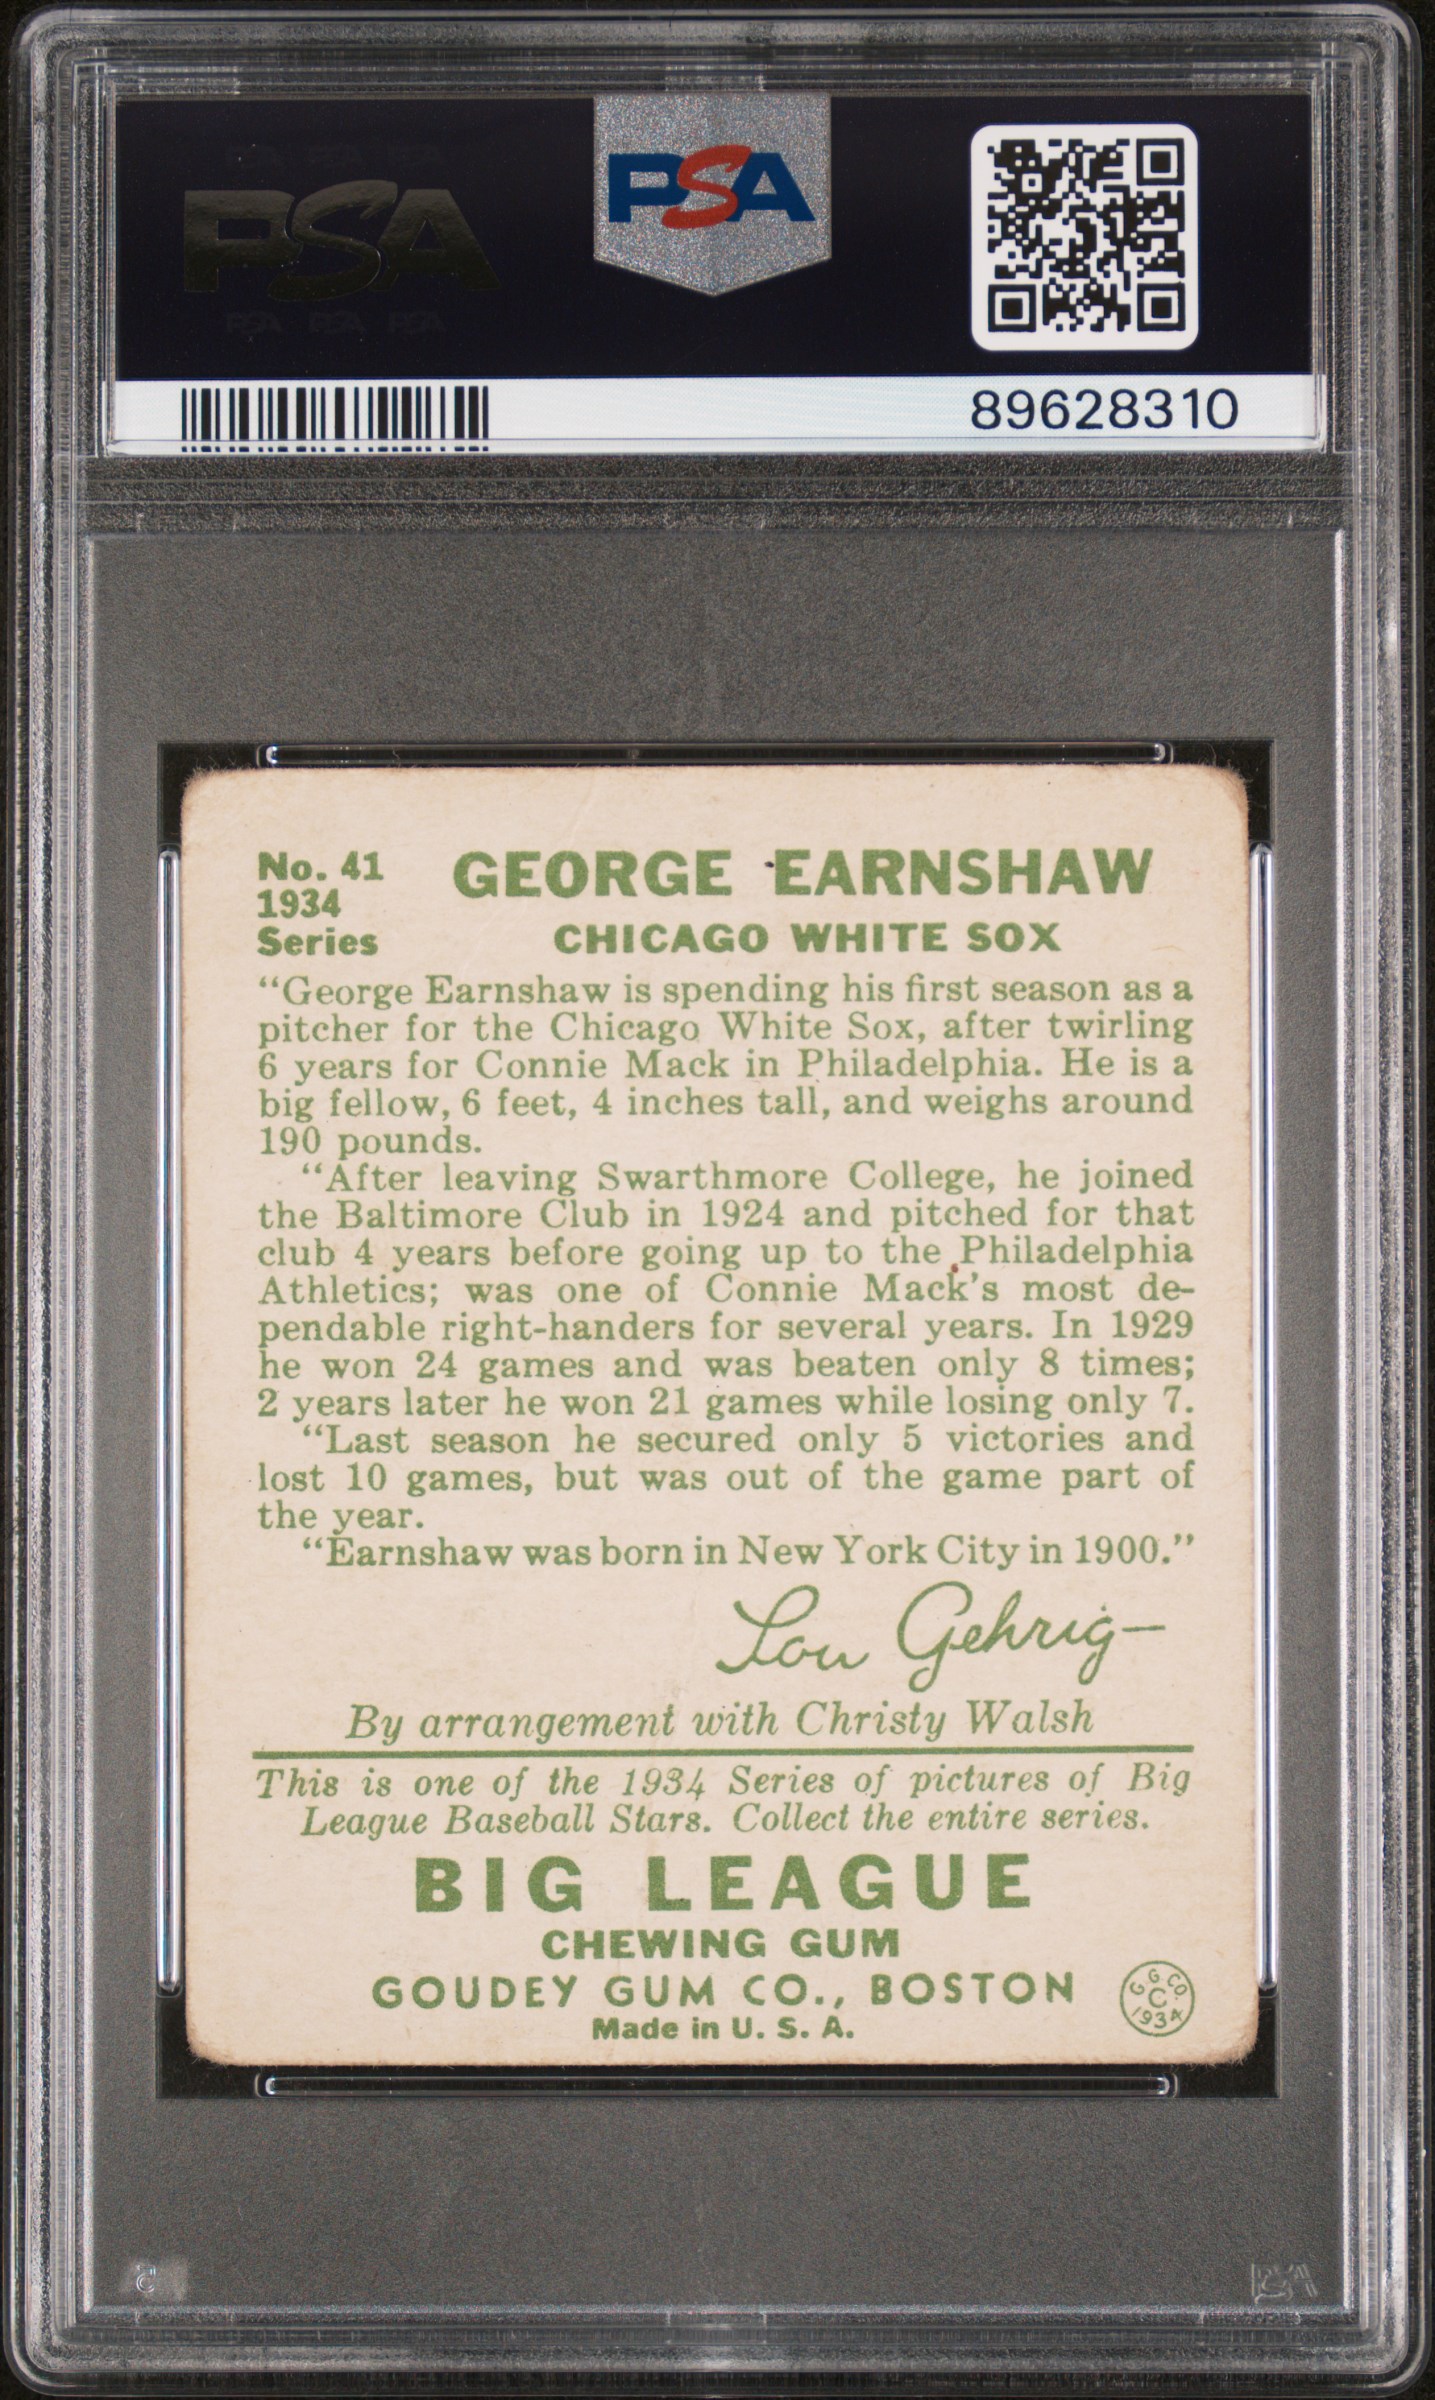 PSA
PSA
PSA PSA PSA
89628310
No. 41
1934
Series
GEORGE EARNSHAW
CHICAGO WHITE SOX
“George Earnshaw is spending his first season as a
pitcher for the Chicago White Sox, after twirling
6 years for Connie Mack in Philadelphia. He is a
big fellow, 6 feet, 4 inches tall, and weighs around
190 pounds.
“After leaving Swarthmore College, he joined
the Baltimore Club in 1924 and pitched for that
club 4 years before going up to the Philadelphia
Athletics; was one of Connie Mack's most de-
pendable right-handers for several years. In 1929
he won 24 games and was beaten only 8 times;
2 years later he won 21 games while losing only 7.
“Last season he secured only 5 victories and
lost 10 games, but was out of the game part of
the year.
“Earnshaw was born in New York City in 1900.”
Lou Gehrig
By arrangement with Christy Walsh
This is one of the 1934 Series of pictures of Big
League Baseball Stars. Collect the entire series.
BIG LEAGUE
CHEWING GUM
GOUDEY GUM CO., BOSTON
Made in U. S. A.
G. G. CO.
C
1934